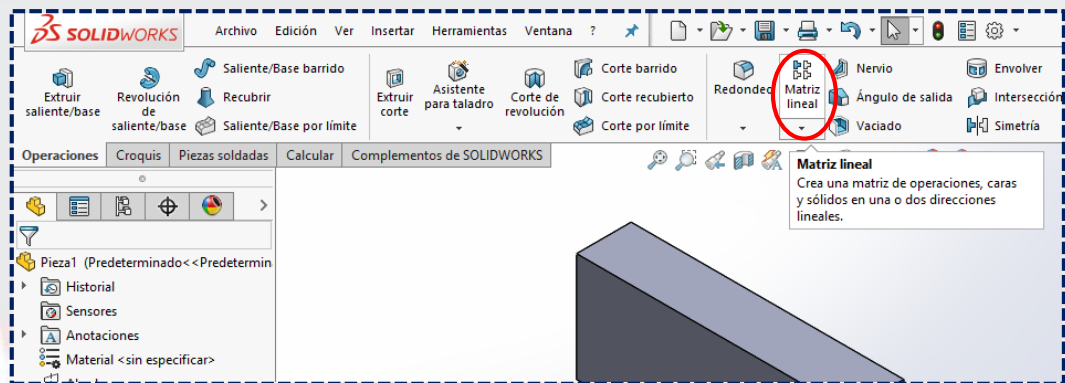 SOLIDWORKS Archivo Edición Ver Insertar Herramientas Ventana ?
Extruir
saliente/base
Revolución
de
saliente/base
Saliente/Base barrido
Recubrir
Saliente/Base por límite
Extruir
corte
Asistente
para taladro
Corte de
revolución
Corte barrido
Corte recubierto
Corte por límite
Redondeo
Matriz
lineal
Nervio
Ángulo de salida
Vaciado
Envolver
Intersección
Simetría
Operaciones Croquis Piezas soldadas Calcular Complementos de SOLIDWORKS
Matriz lineal
Crea una matriz de operaciones, caras
y sólidos en una o dos direcciones
lineales.
Pieza1 (Predeterminado<<Predetermin
Historial
Sensores
Anotaciones
Material <sin especificar>